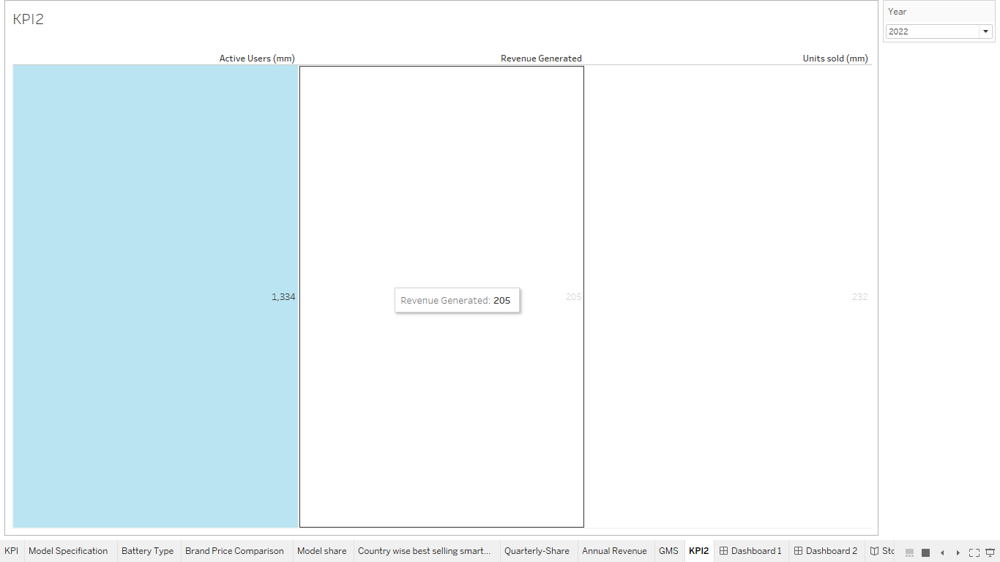 KPI2
Year
2022
Active Users (mm) Revenue Generated Units sold (mm)
1,334 205 232
Revenue Generated: 205
KPI Model Specification Battery Type Brand Price Comparison Model share Country wise best selling smart... Quarterly-Share Annual Revenue GMS KPI2 Dashboard 1 Dashboard 2